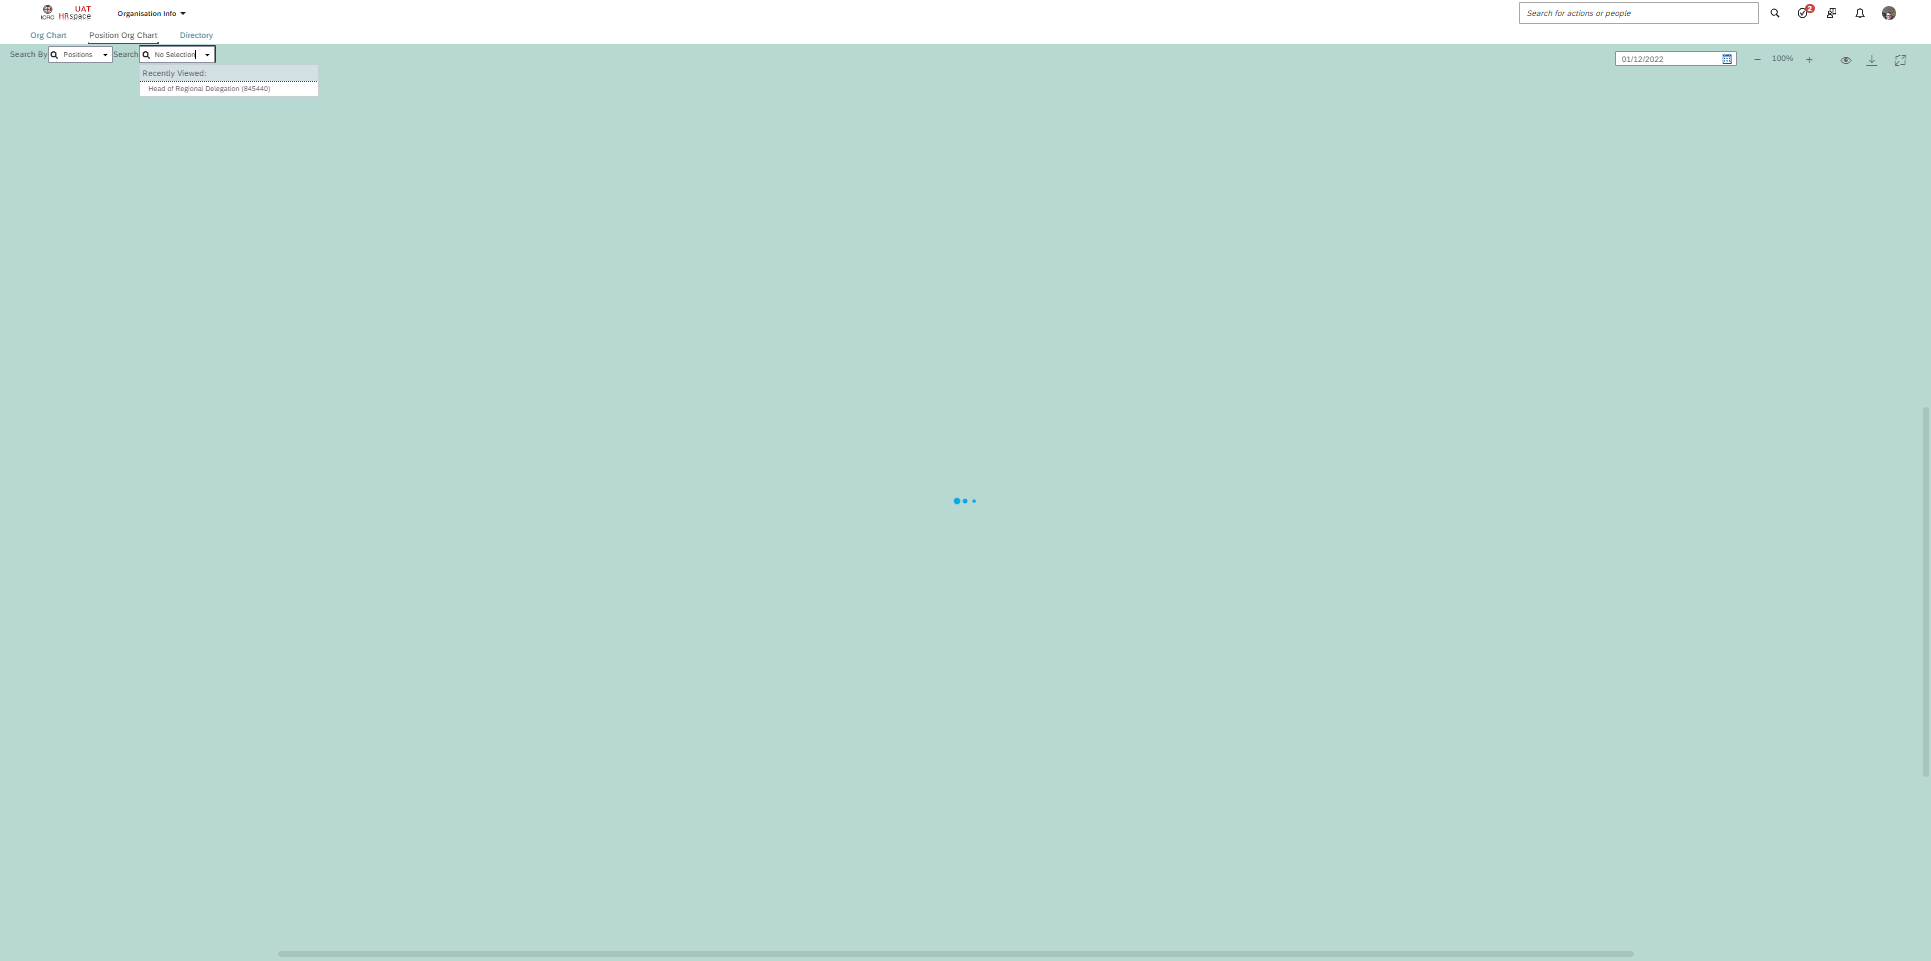 ICRC
UAT
HRspace
Organisation Info
Search for actions or people
2
Org Chart
Position Org Chart
Directory
Search By
Positions
Search
No Selection
01/12/2022
100%
Recently Viewed:
Head of Regional Delegation (845440)